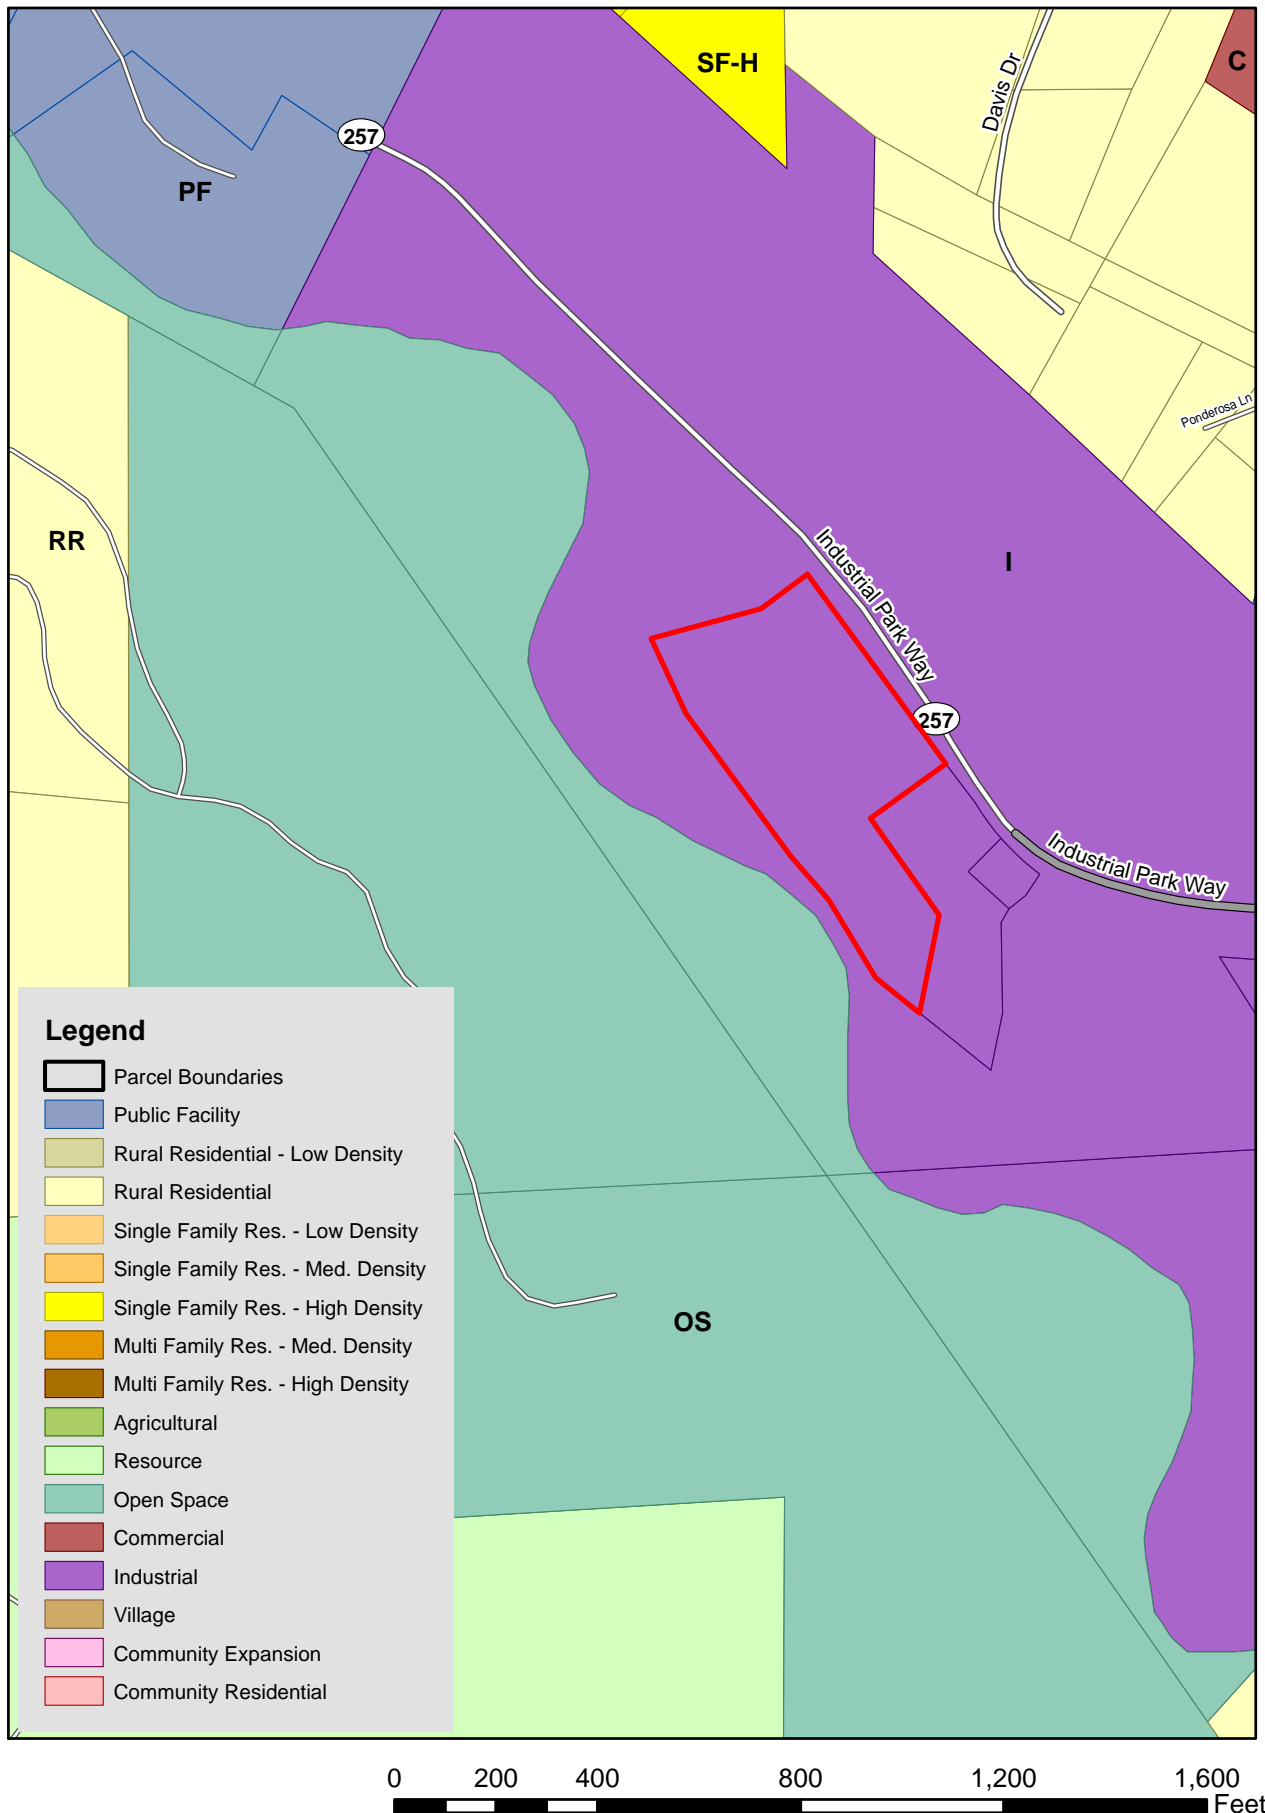 SF-H
C
Davis Dr
257
PF
Ponderosa Ln
RR
I
Industrial Park Way
257
Industrial Park Way
OS
Legend
Parcel Boundaries
Public Facility
Rural Residential - Low Density
Rural Residential
Single Family Res. - Low Density
Single Family Res. - Med. Density
Single Family Res. - High Density
Multi Family Res. - Med. Density
Multi Family Res. - High Density
Agricultural
Resource
Open Space
Commercial
Industrial
Village
Community Expansion
Community Residential
0 200 400 800 1,200 1,600
Feet